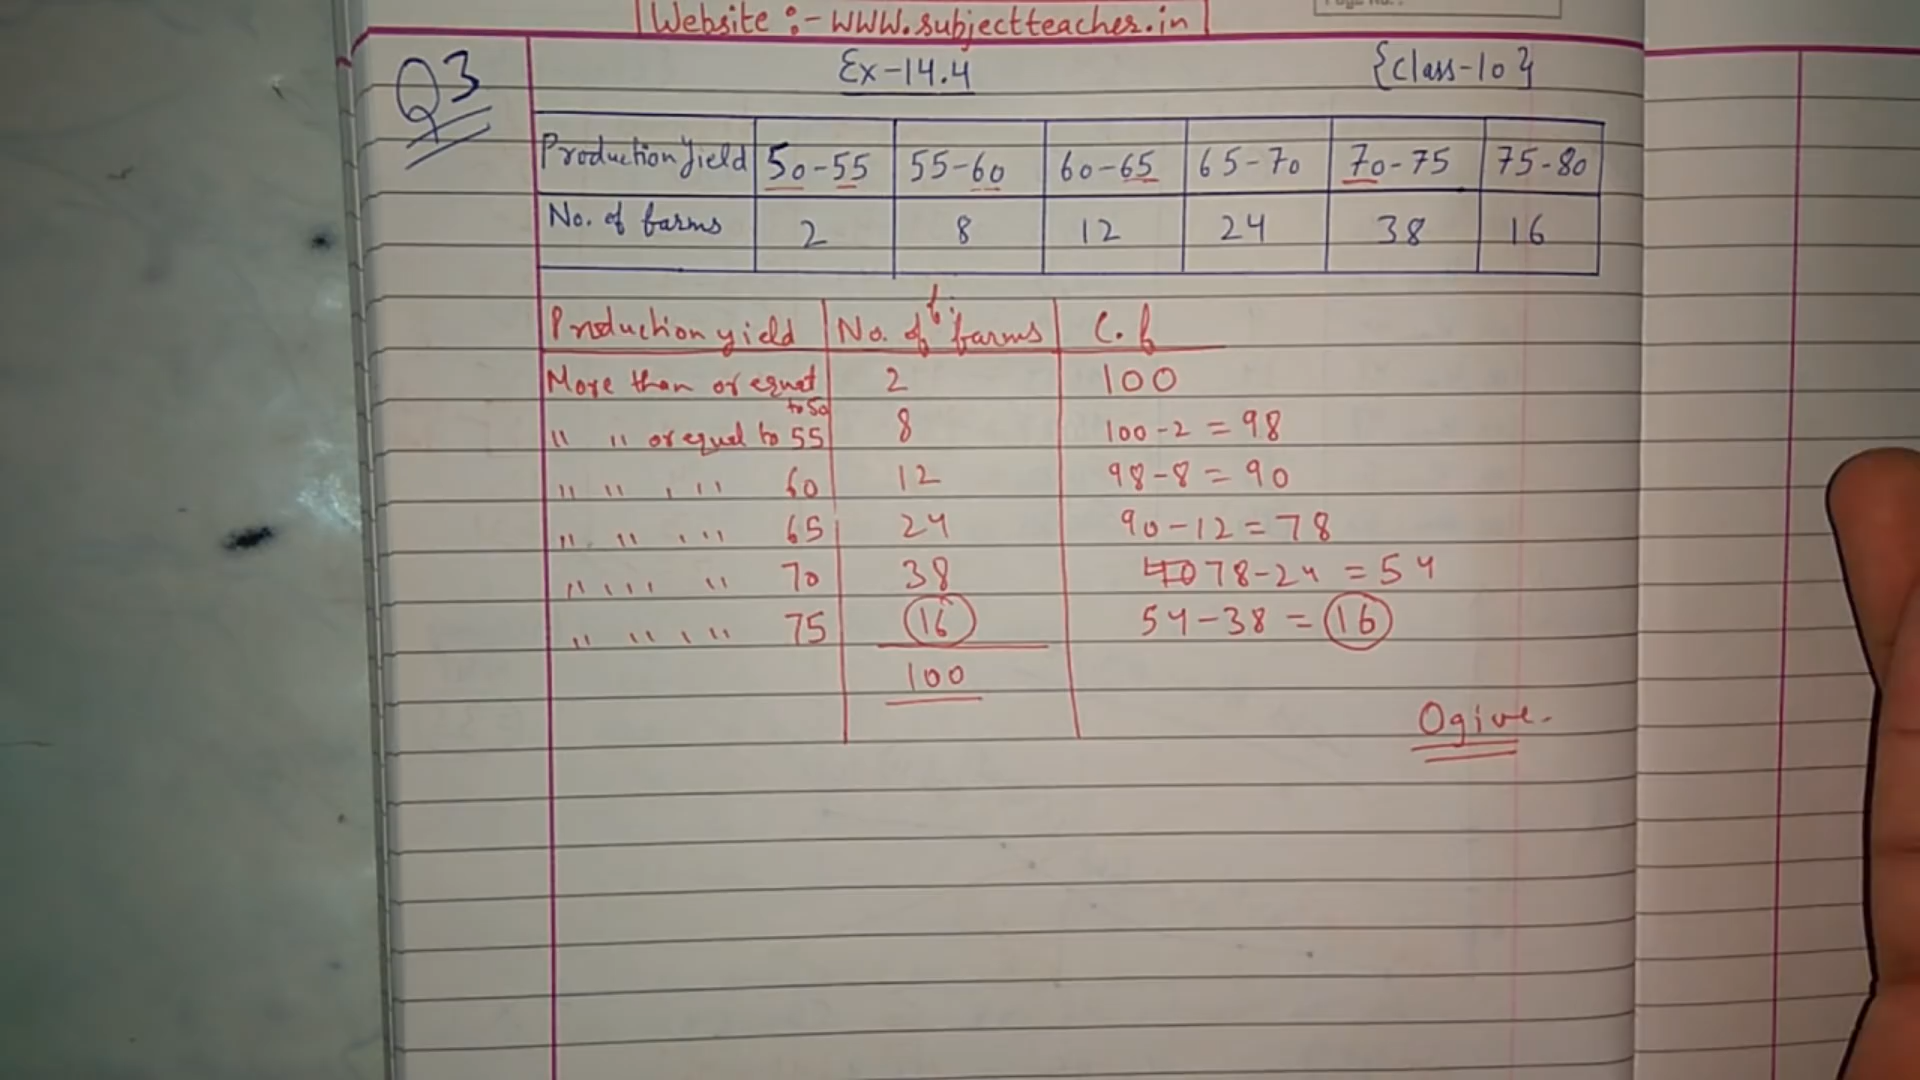 Website :- www.subjectteacher.in
Q3
Ex-14.4 {Class-10}
Production Yield 50-55 55-60 60-65 65-70 70-75 75-80
No. of farms 2 8 12 24 38 16
Production yield No. of farms C.f
More than or equal to 50 2 100
" " or equal to 55 8 100-2 = 98
" " , " 60 12 98-8 = 90
" " , " 65 24 90-12 = 78
" " , " 70 38 78-24 = 54
" " , " 75 16 54-38 = 16
100
Ogive.